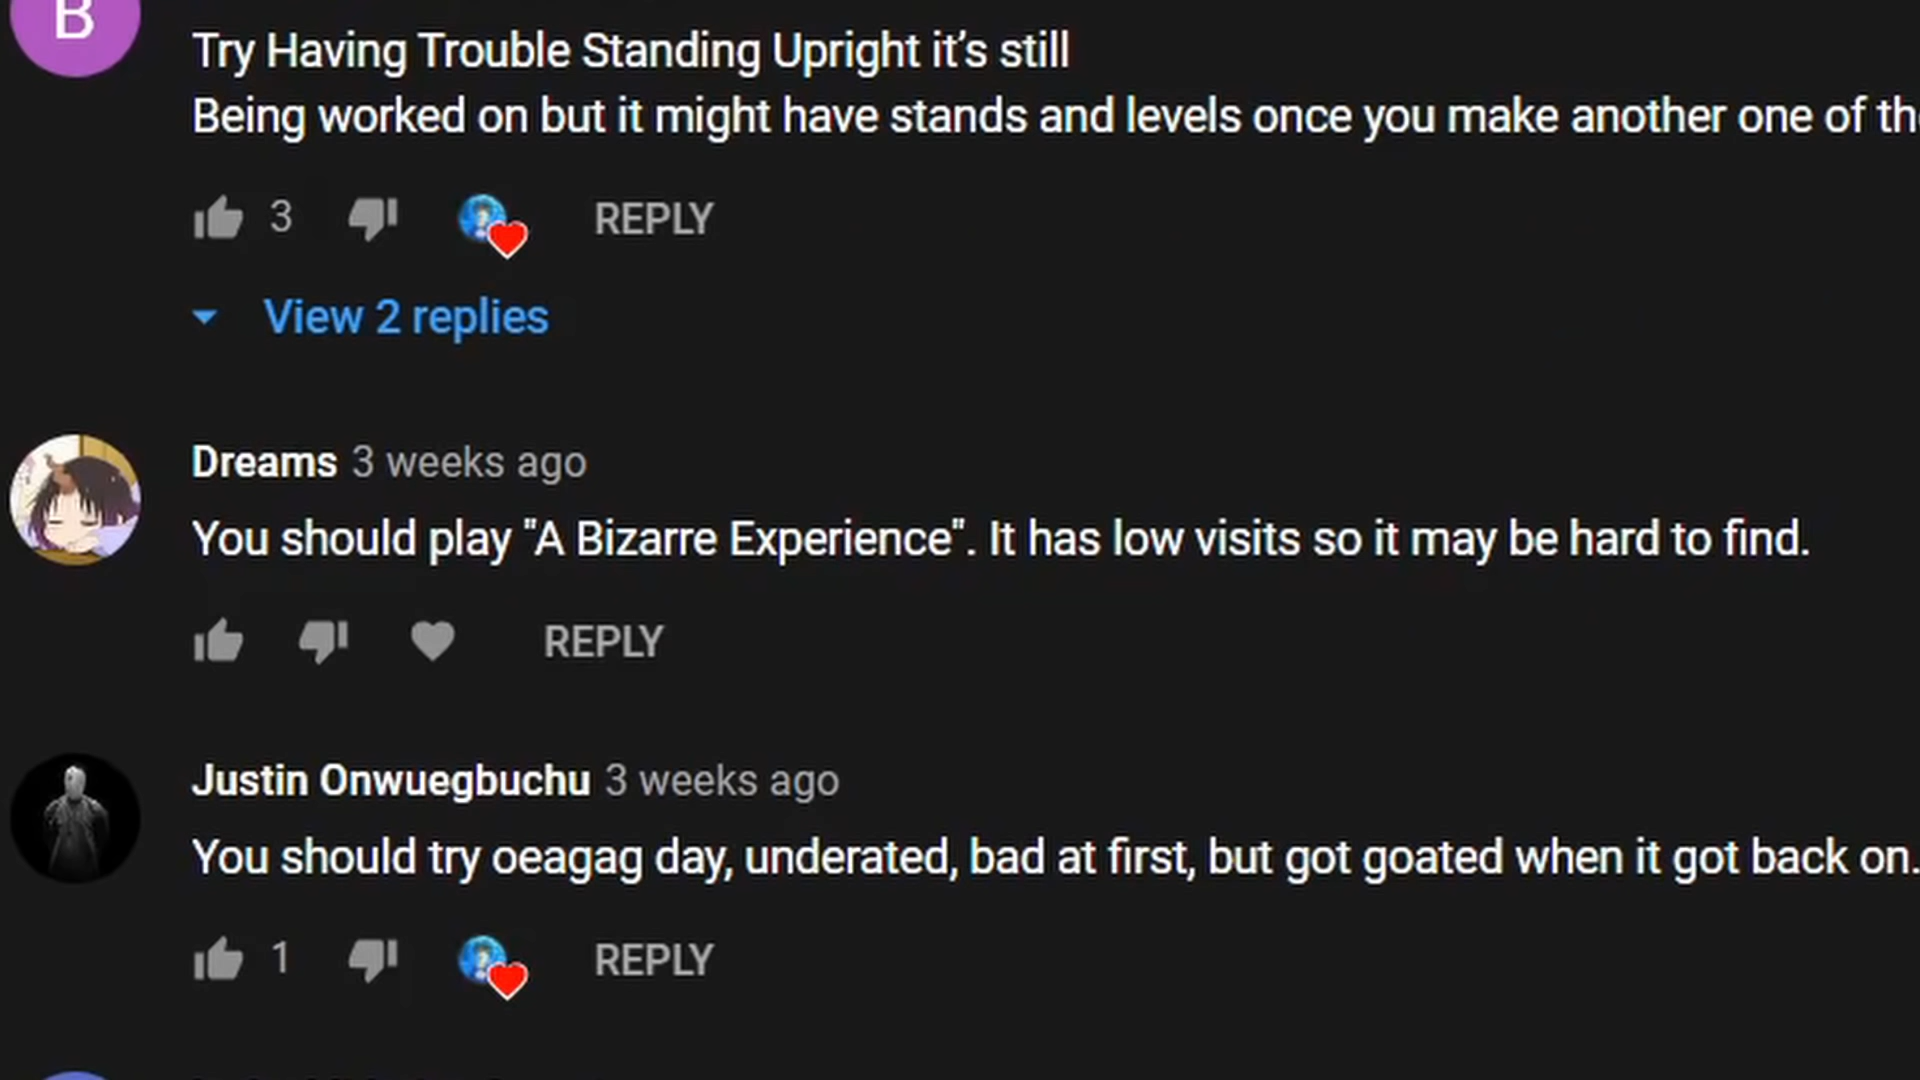 B
Try Having Trouble Standing Upright it’s still
Being worked on but it might have stands and levels once you make another one of
3 REPLY
View 2 replies
Dreams 3 weeks ago
You should play "A Bizarre Experience". It has low visits so it may be hard to find.
REPLY
Justin Onwuegbuchu 3 weeks ago
You should try oeagag day, underated, bad at first, but got goated when it got back on.
1 REPLY